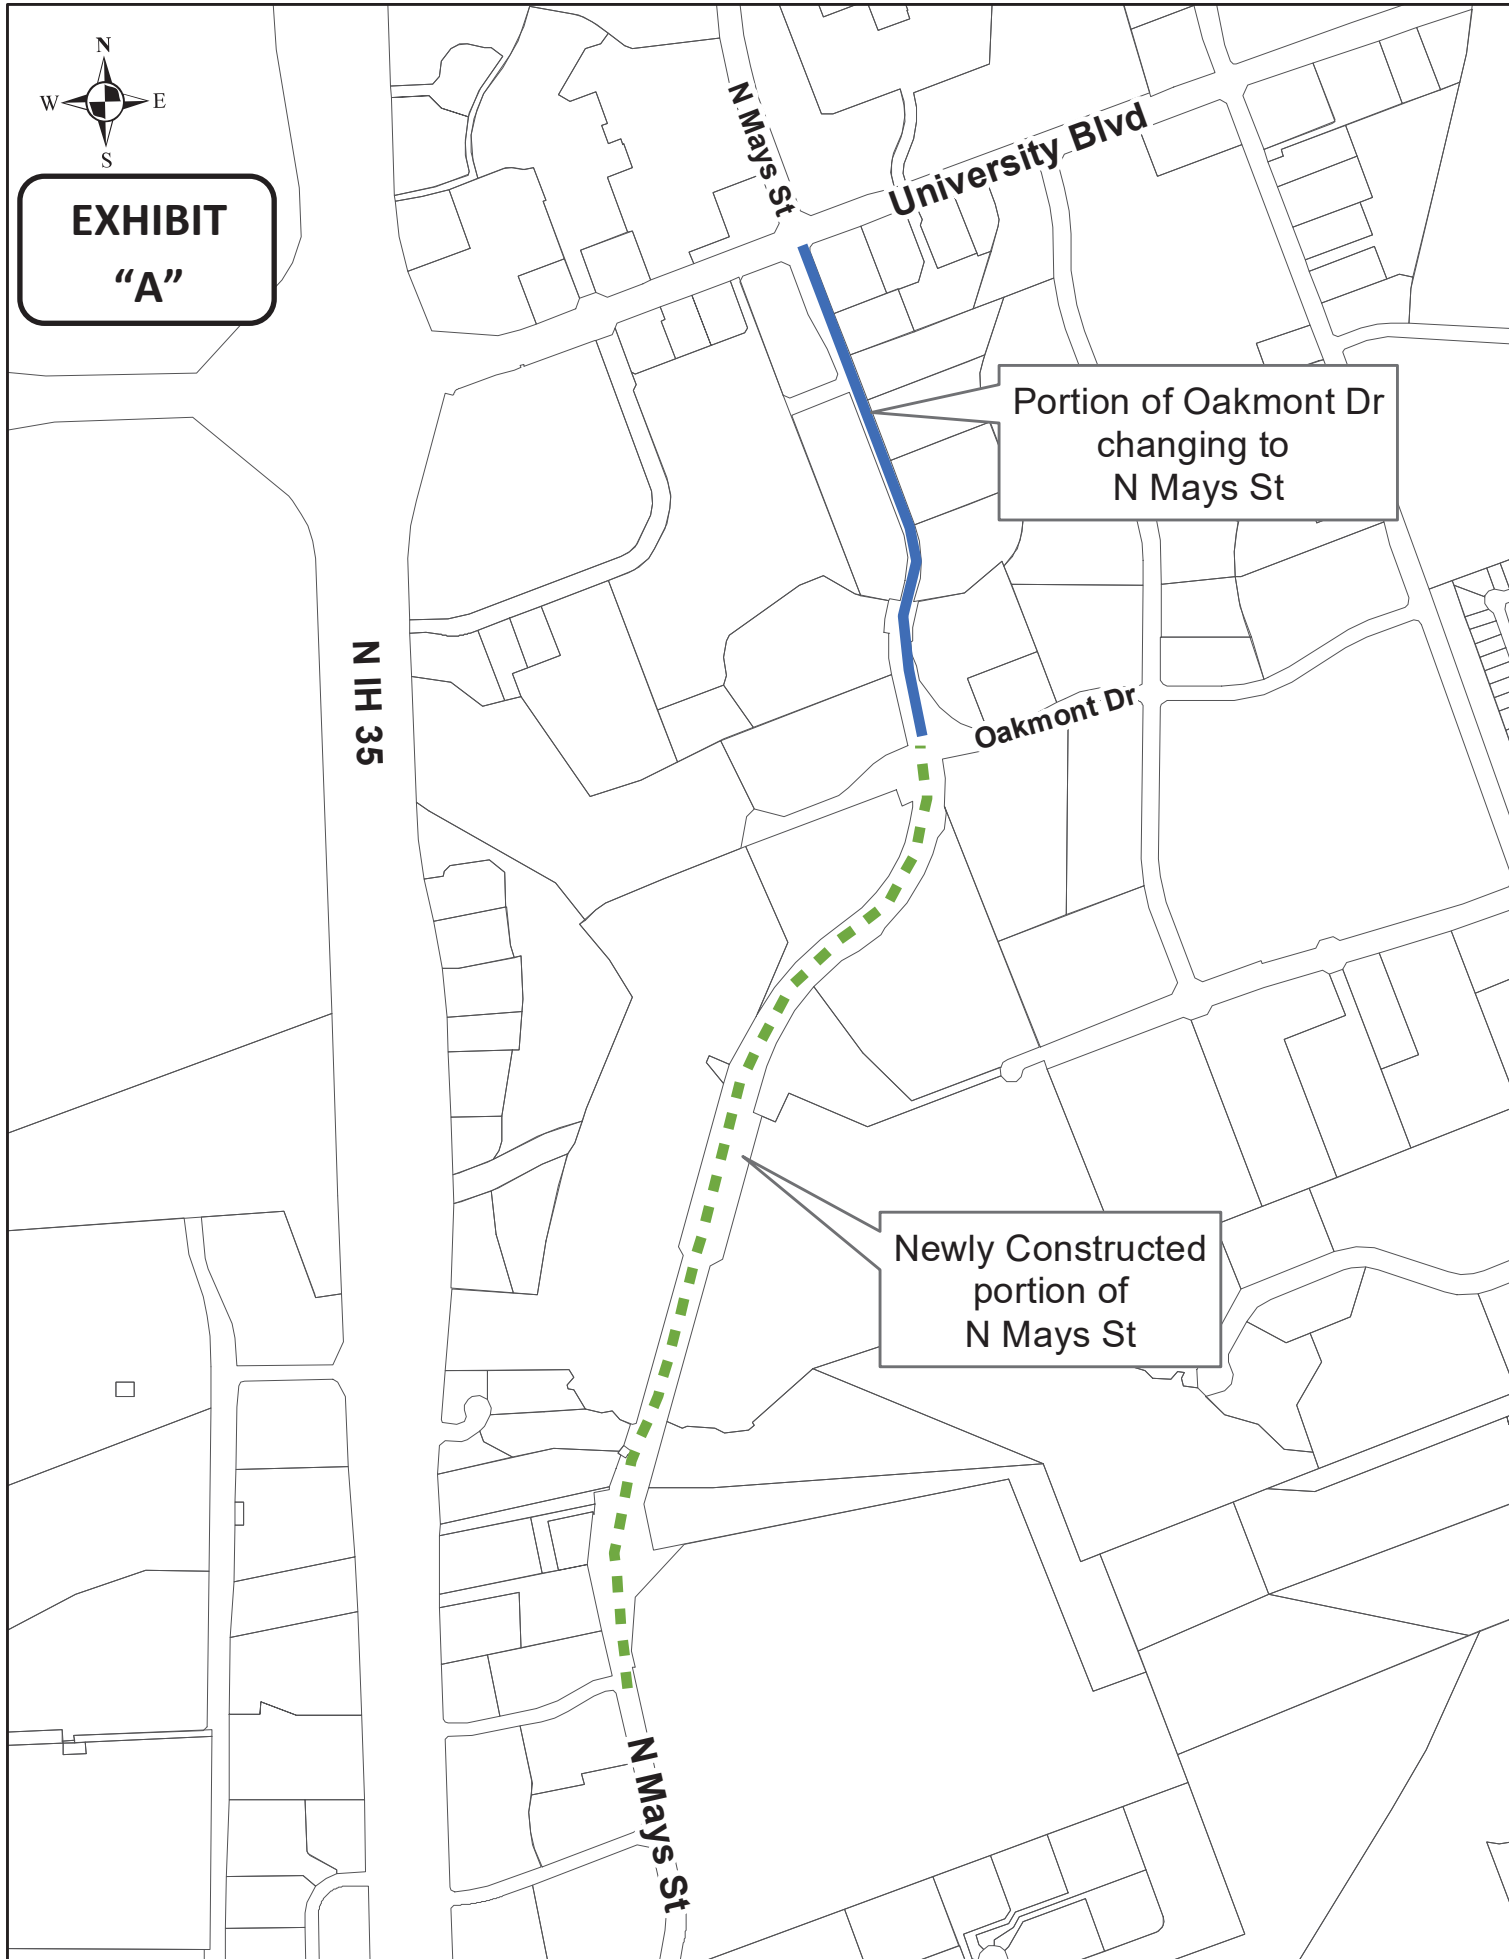 N
W
E
S
EXHIBIT
“A”
N Mays St
University Blvd
Portion of Oakmont Dr
changing to
N Mays St
N IH 35
Oakmont Dr
Newly Constructed
portion of
N Mays St
N Mays St